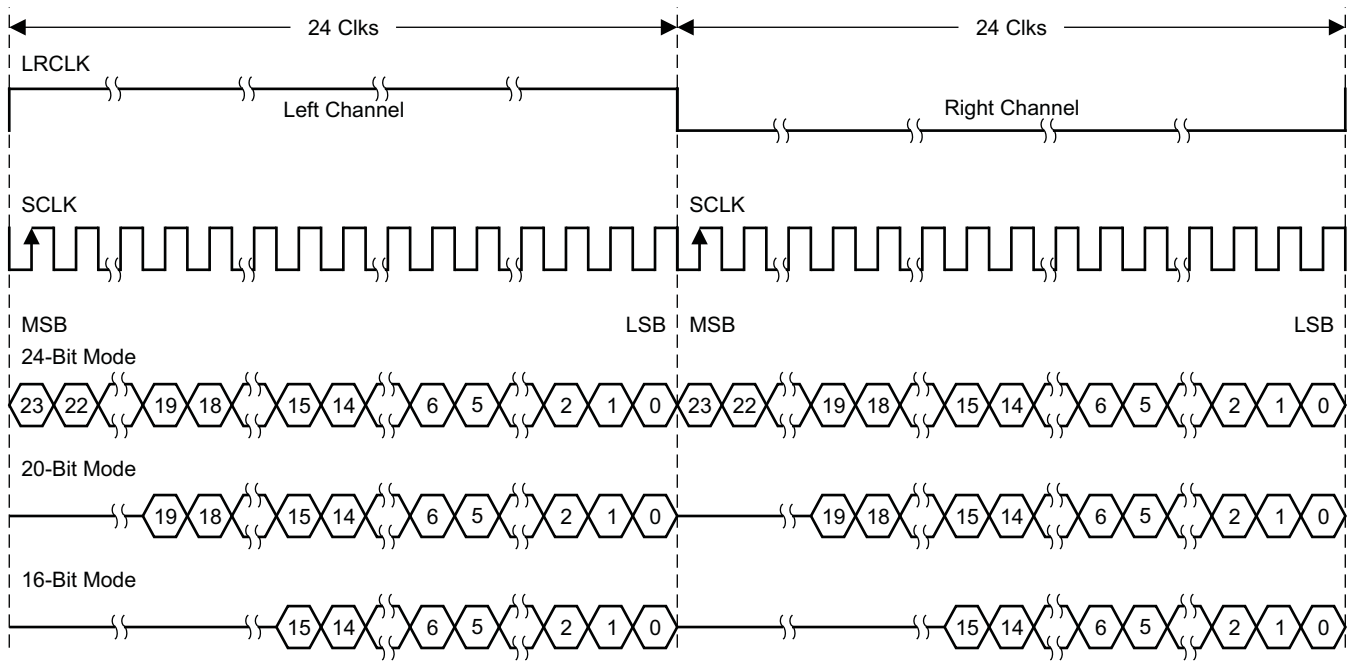 24 Clks 24 Clks
LRCLK
Left Channel Right Channel
SCLK SCLK
MSB LSB MSB LSB
24-Bit Mode
23 22 19 18 15 14 6 5 2 1 0 23 22 19 18 15 14 6 5 2 1 0
20-Bit Mode
19 18 15 14 6 5 2 1 0 19 18 15 14 6 5 2 1 0
16-Bit Mode
15 14 6 5 2 1 0 15 14 6 5 2 1 0